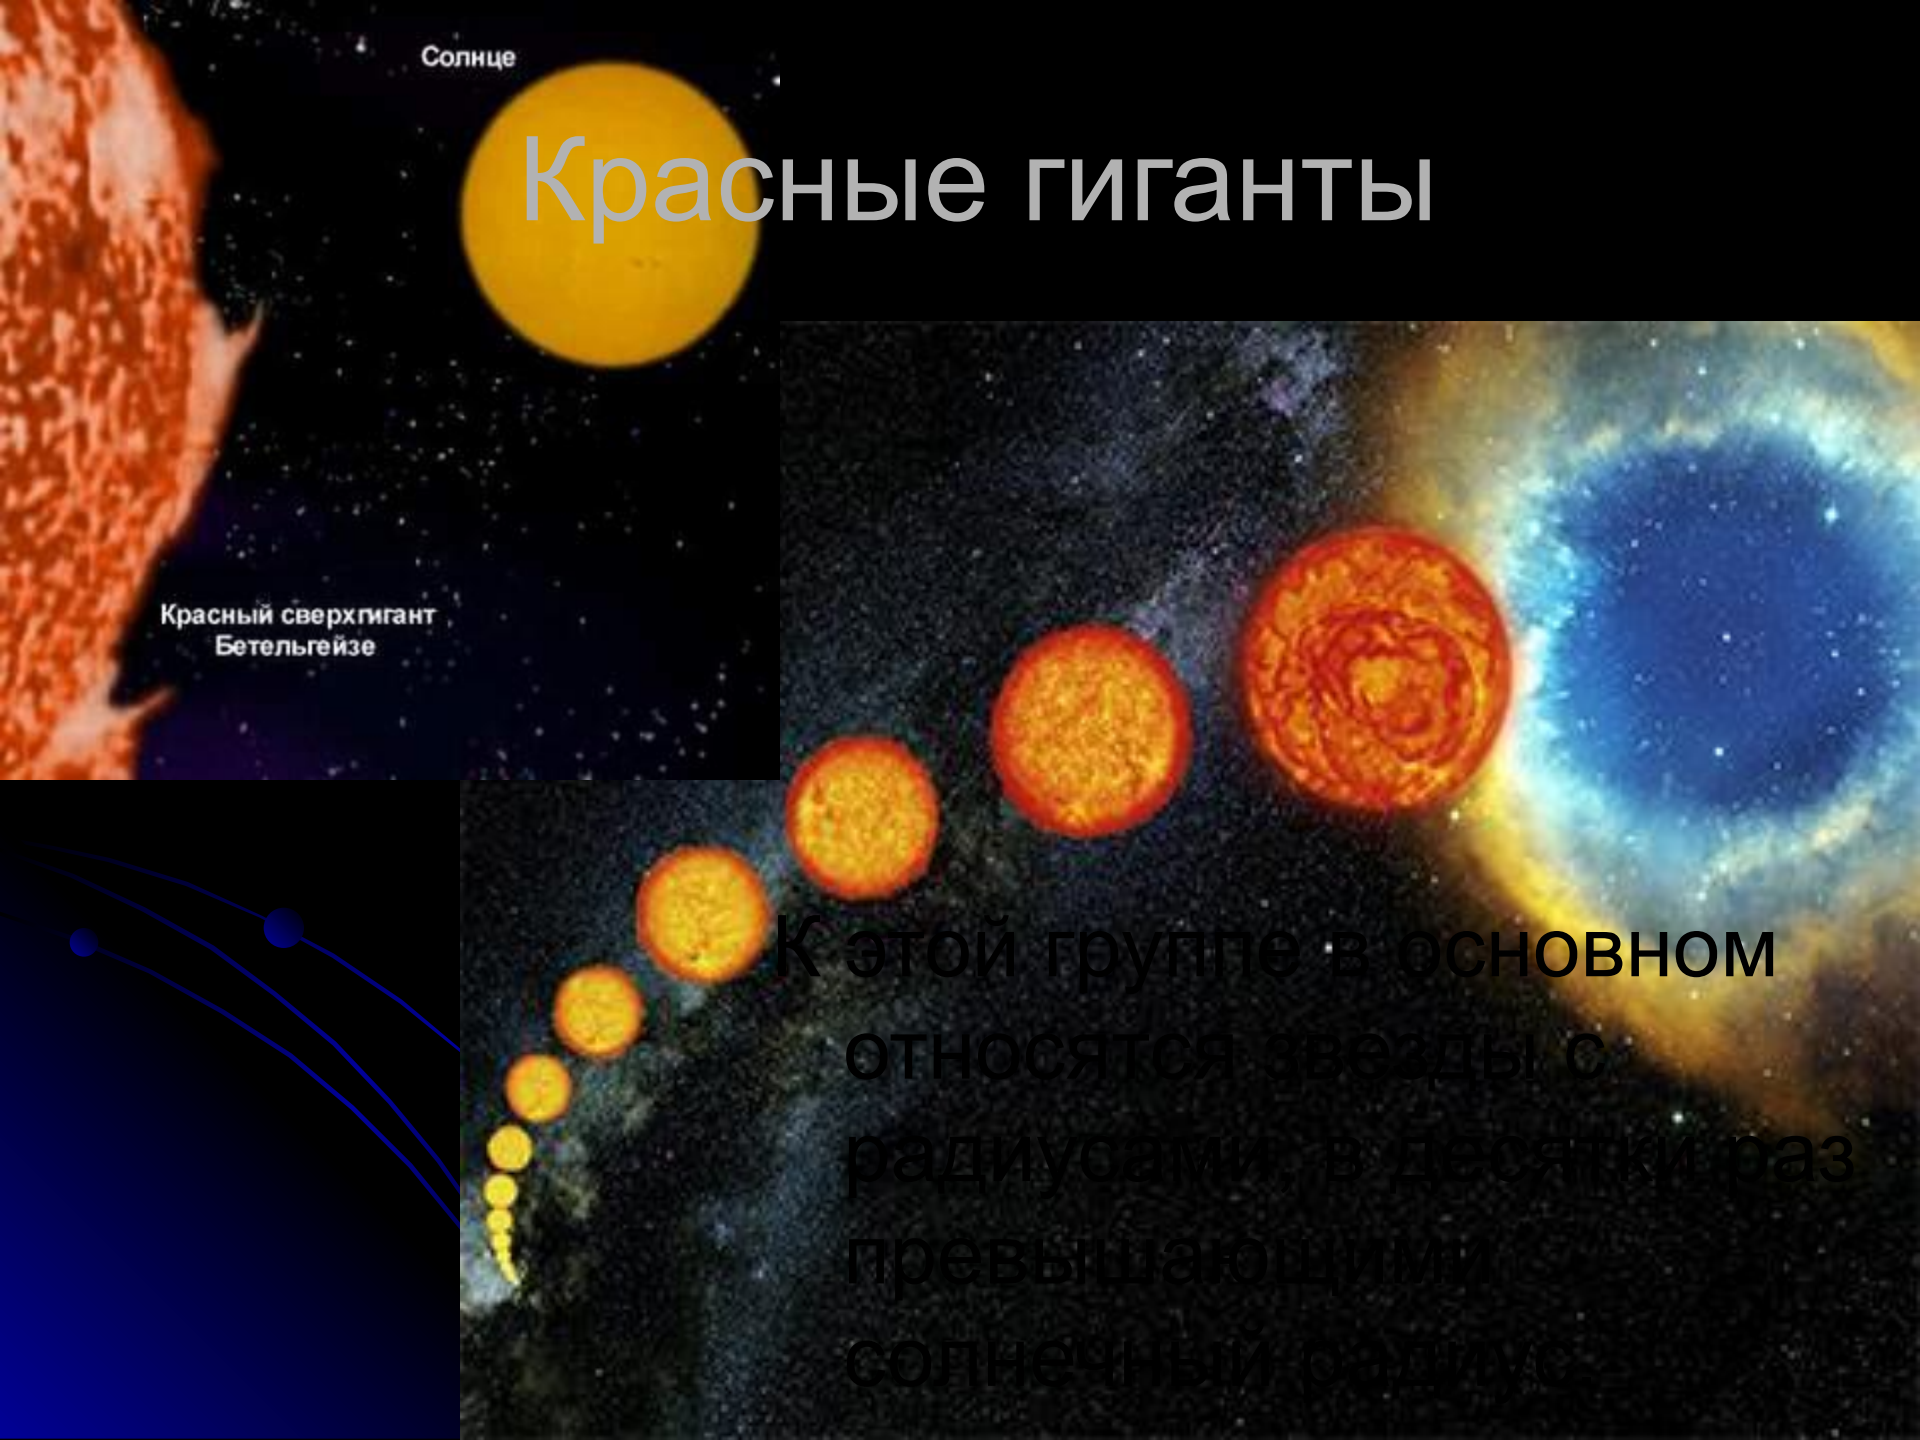 Солнце
Красные гиганты
Красный сверхгигант
Бетельгейзе
К этой группе в основном
относятся звезды с
радиусами, в десятки раз
превышающими
солнечный радиус